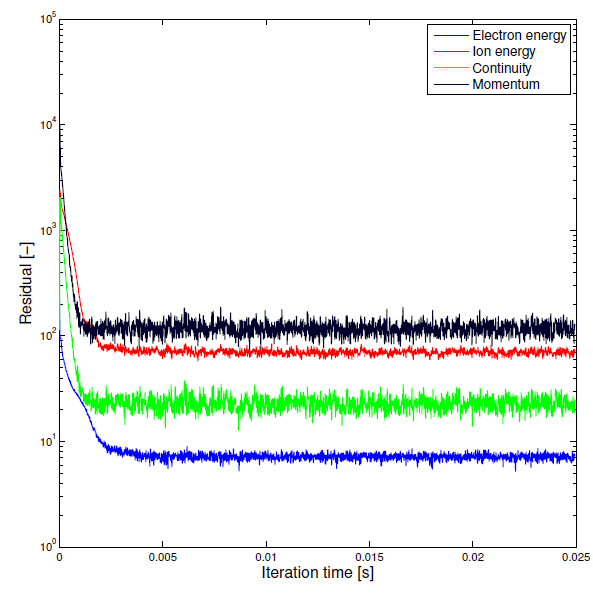 10^5
10^4
10^3
10^2
10^1
10^0
Residual [−]
Electron energy
Ion energy
Continuity
Momentum
0 0.005 0.01 0.015 0.02 0.025
Iteration time [s]